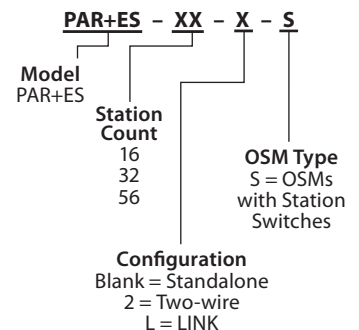 PAR+ES – XX – X – S
Model
PAR+ES
Station
Count
16
32
56
OSM Type
S = OSMs
with Station
Switches
Configuration
Blank = Standalone
2 = Two-wire
L = LINK